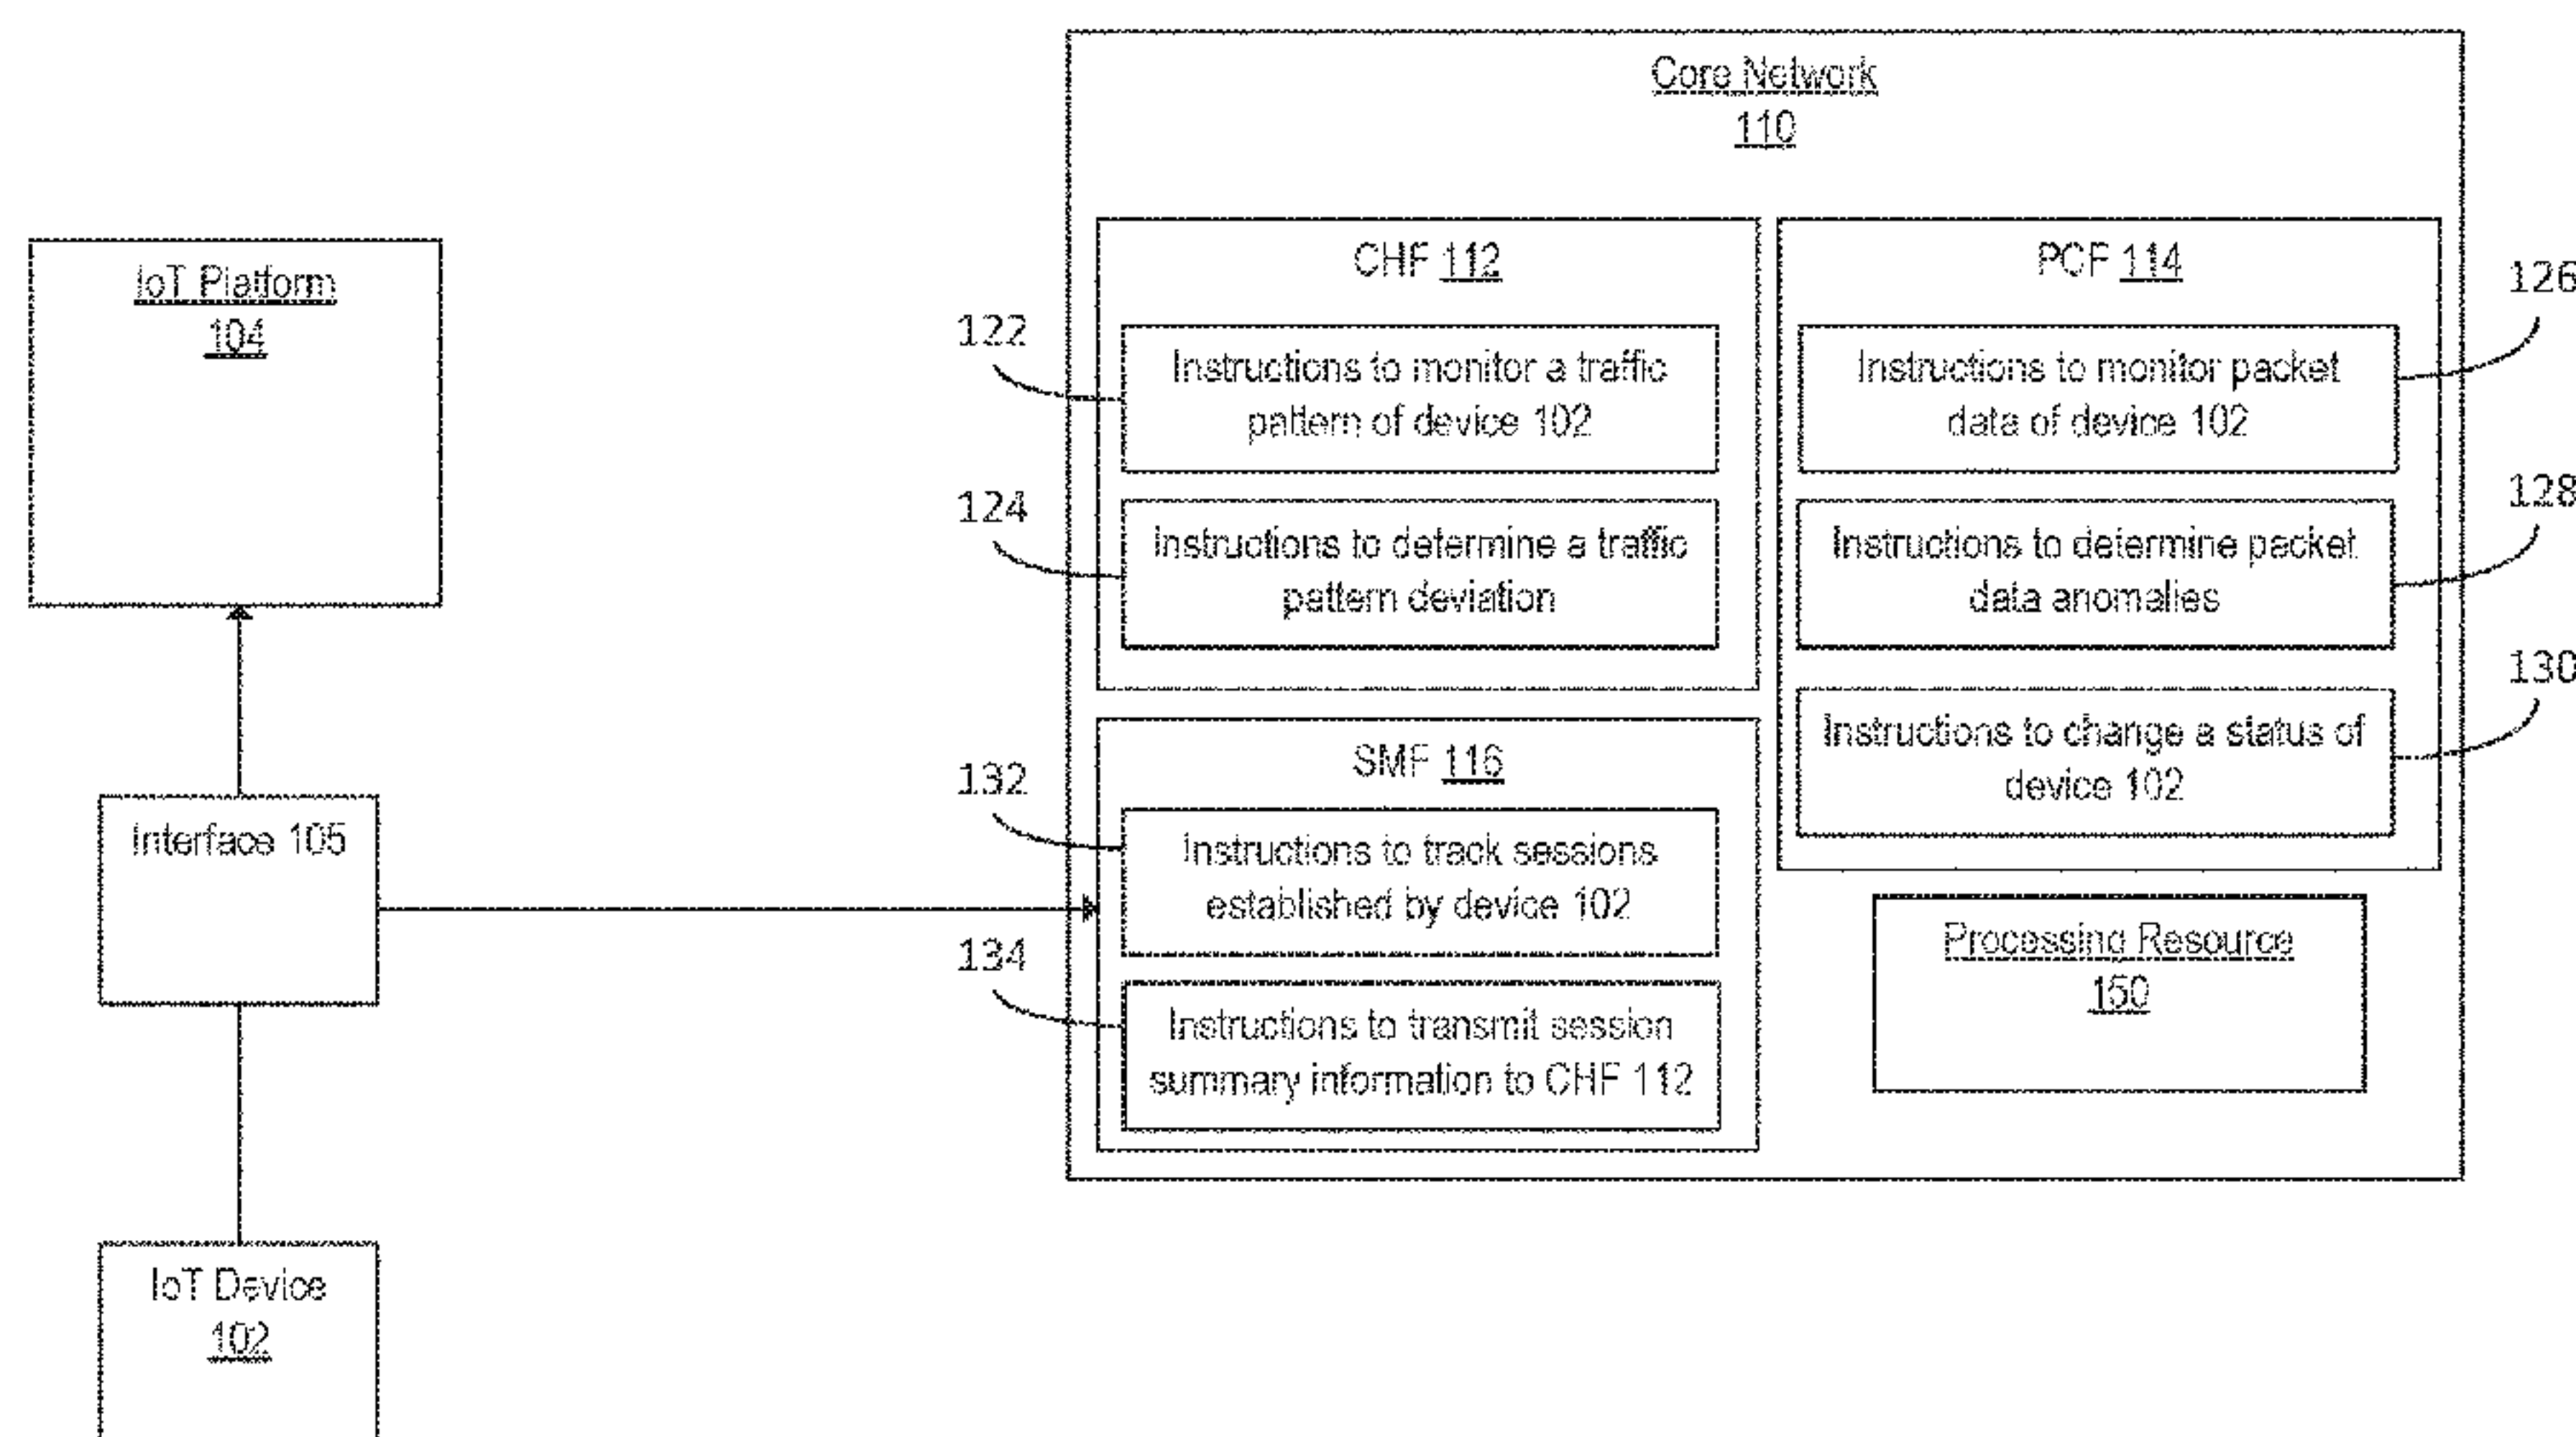 Core Network
110
IoT Platform
104
CHF 112
122
Instructions to monitor a traffic
pattern of device 102
124
Instructions to determine a traffic
pattern deviation
PCF 114
126
Instructions to monitor packet
data of device 102
128
Instructions to determine packet
data anomalies
130
Instructions to change a status of
device 102
Interface 105
SMF 116
132
Instructions to track sessions
established by device 102
134
Instructions to transmit session
summary information to CHF 112
Processing Resource
150
IoT Device
102